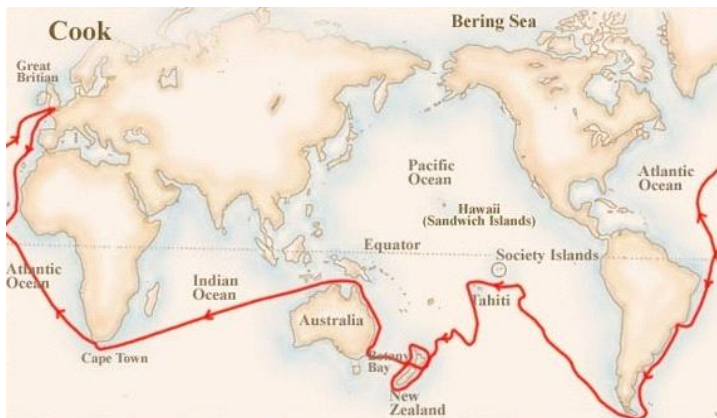 Cook
Bering Sea
Great
Britian
Pacific
Ocean
Atlantic
Ocean
Hawaii
(Sandwich Islands)
Equator
Society Islands
Atlantic
Ocean
Indian
Ocean
Tahiti
Australia
Cape Town
Botany
Bay
New
Zealand